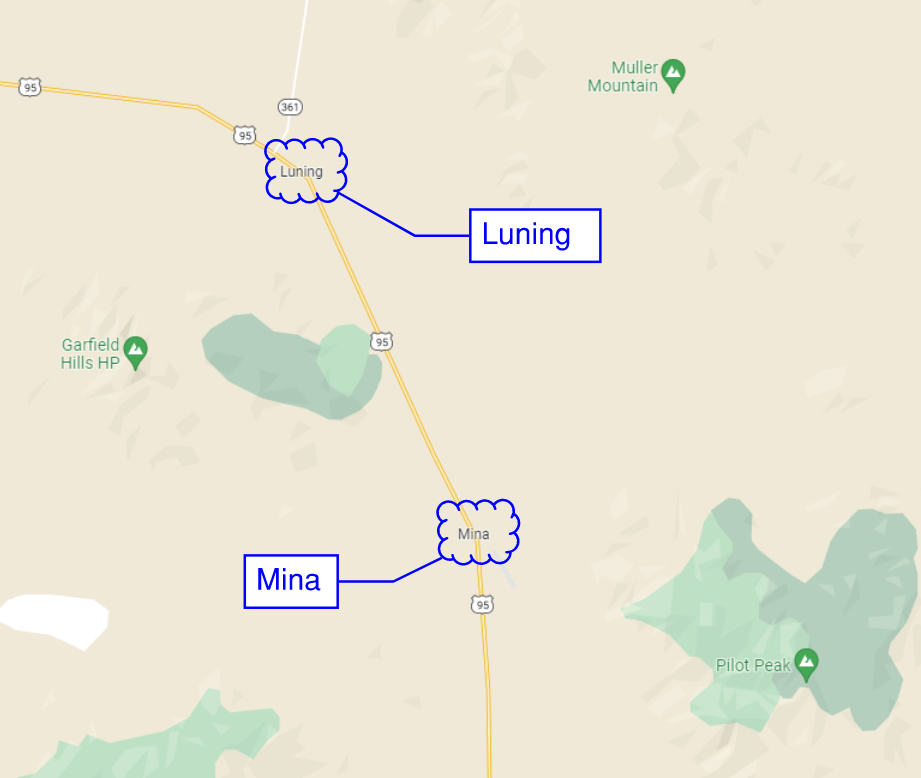 Muller
Mountain
95
361
95
Luning
Luning
95
Garfield
Hills HP
Mina
Mina
95
Pilot Peak